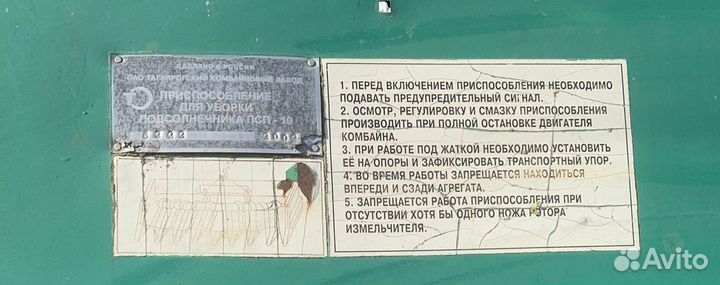 СДЕЛАНО В РОССИИ
ОАО ТАГАНРОГСКИЙ КОМБАЙНОВЫЙ ЗАВОД
ПРИСПОСОБЛЕНИЕ
ДЛЯ УБОРКИ
ПОДСОЛНЕЧНИКА ПСП - 10
1. ПЕРЕД ВКЛЮЧЕНИЕМ ПРИСПОСОБЛЕНИЯ НЕОБХОДИМО
ПОДАВАТЬ ПРЕДУПРЕДИТЕЛЬНЫЙ СИГНАЛ.
2. ОСМОТР, РЕГУЛИРОВКУ И СМАЗКУ ПРИСПОСОБЛЕНИЯ
ПРОИЗВОДИТЬ ПРИ ПОЛНОЙ ОСТАНОВКЕ ДВИГАТЕЛЯ
КОМБАЙНА.
3. ПРИ РАБОТЕ ПОД ЖАТКОЙ НЕОБХОДИМО УСТАНОВИТЬ
ЕЁ НА ОПОРЫ И ЗАФИКСИРОВАТЬ ТРАНСПОРТНЫЙ УПОР.
4. ВО ВРЕМЯ РАБОТЫ ЗАПРЕЩАЕТСЯ НАХОДИТЬСЯ
ВПЕРЕДИ И СЗАДИ АГРЕГАТА.
5. ЗАПРЕЩАЕТСЯ РАБОТА ПРИСПОСОБЛЕНИЯ ПРИ
ОТСУТСТВИИ ХОТЯ БЫ ОДНОГО НОЖА РОТОРА
ИЗМЕЛЬЧИТЕЛЯ.
Avito